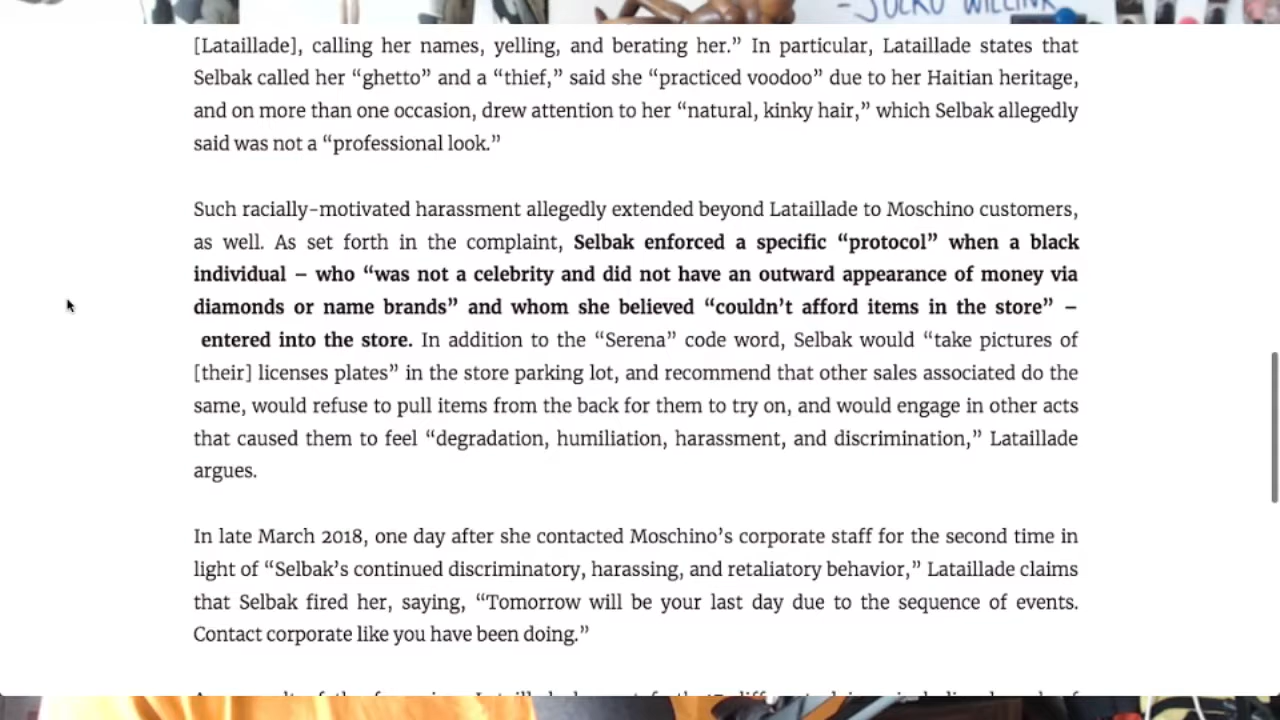 -JOCKO WILLINK
[Lataillade], calling her names, yelling, and berating her.” In particular, Lataillade states that
Selbak called her “ghetto” and a “thief,” said she “practiced voodoo” due to her Haitian heritage,
and on more than one occasion, drew attention to her “natural, kinky hair,” which Selbak allegedly
said was not a “professional look.”
Such racially-motivated harassment allegedly extended beyond Lataillade to Moschino customers,
as well. As set forth in the complaint, Selbak enforced a specific “protocol” when a black
individual – who “was not a celebrity and did not have an outward appearance of money via
diamonds or name brands” and whom she believed “couldn’t afford items in the store” –
entered into the store. In addition to the “Serena” code word, Selbak would “take pictures of
[their] licenses plates” in the store parking lot, and recommend that other sales associated do the
same, would refuse to pull items from the back for them to try on, and would engage in other acts
that caused them to feel “degradation, humiliation, harassment, and discrimination,” Lataillade
argues.
In late March 2018, one day after she contacted Moschino’s corporate staff for the second time in
light of “Selbak’s continued discriminatory, harassing, and retaliatory behavior,” Lataillade claims
that Selbak fired her, saying, “Tomorrow will be your last day due to the sequence of events.
Contact corporate like you have been doing.”